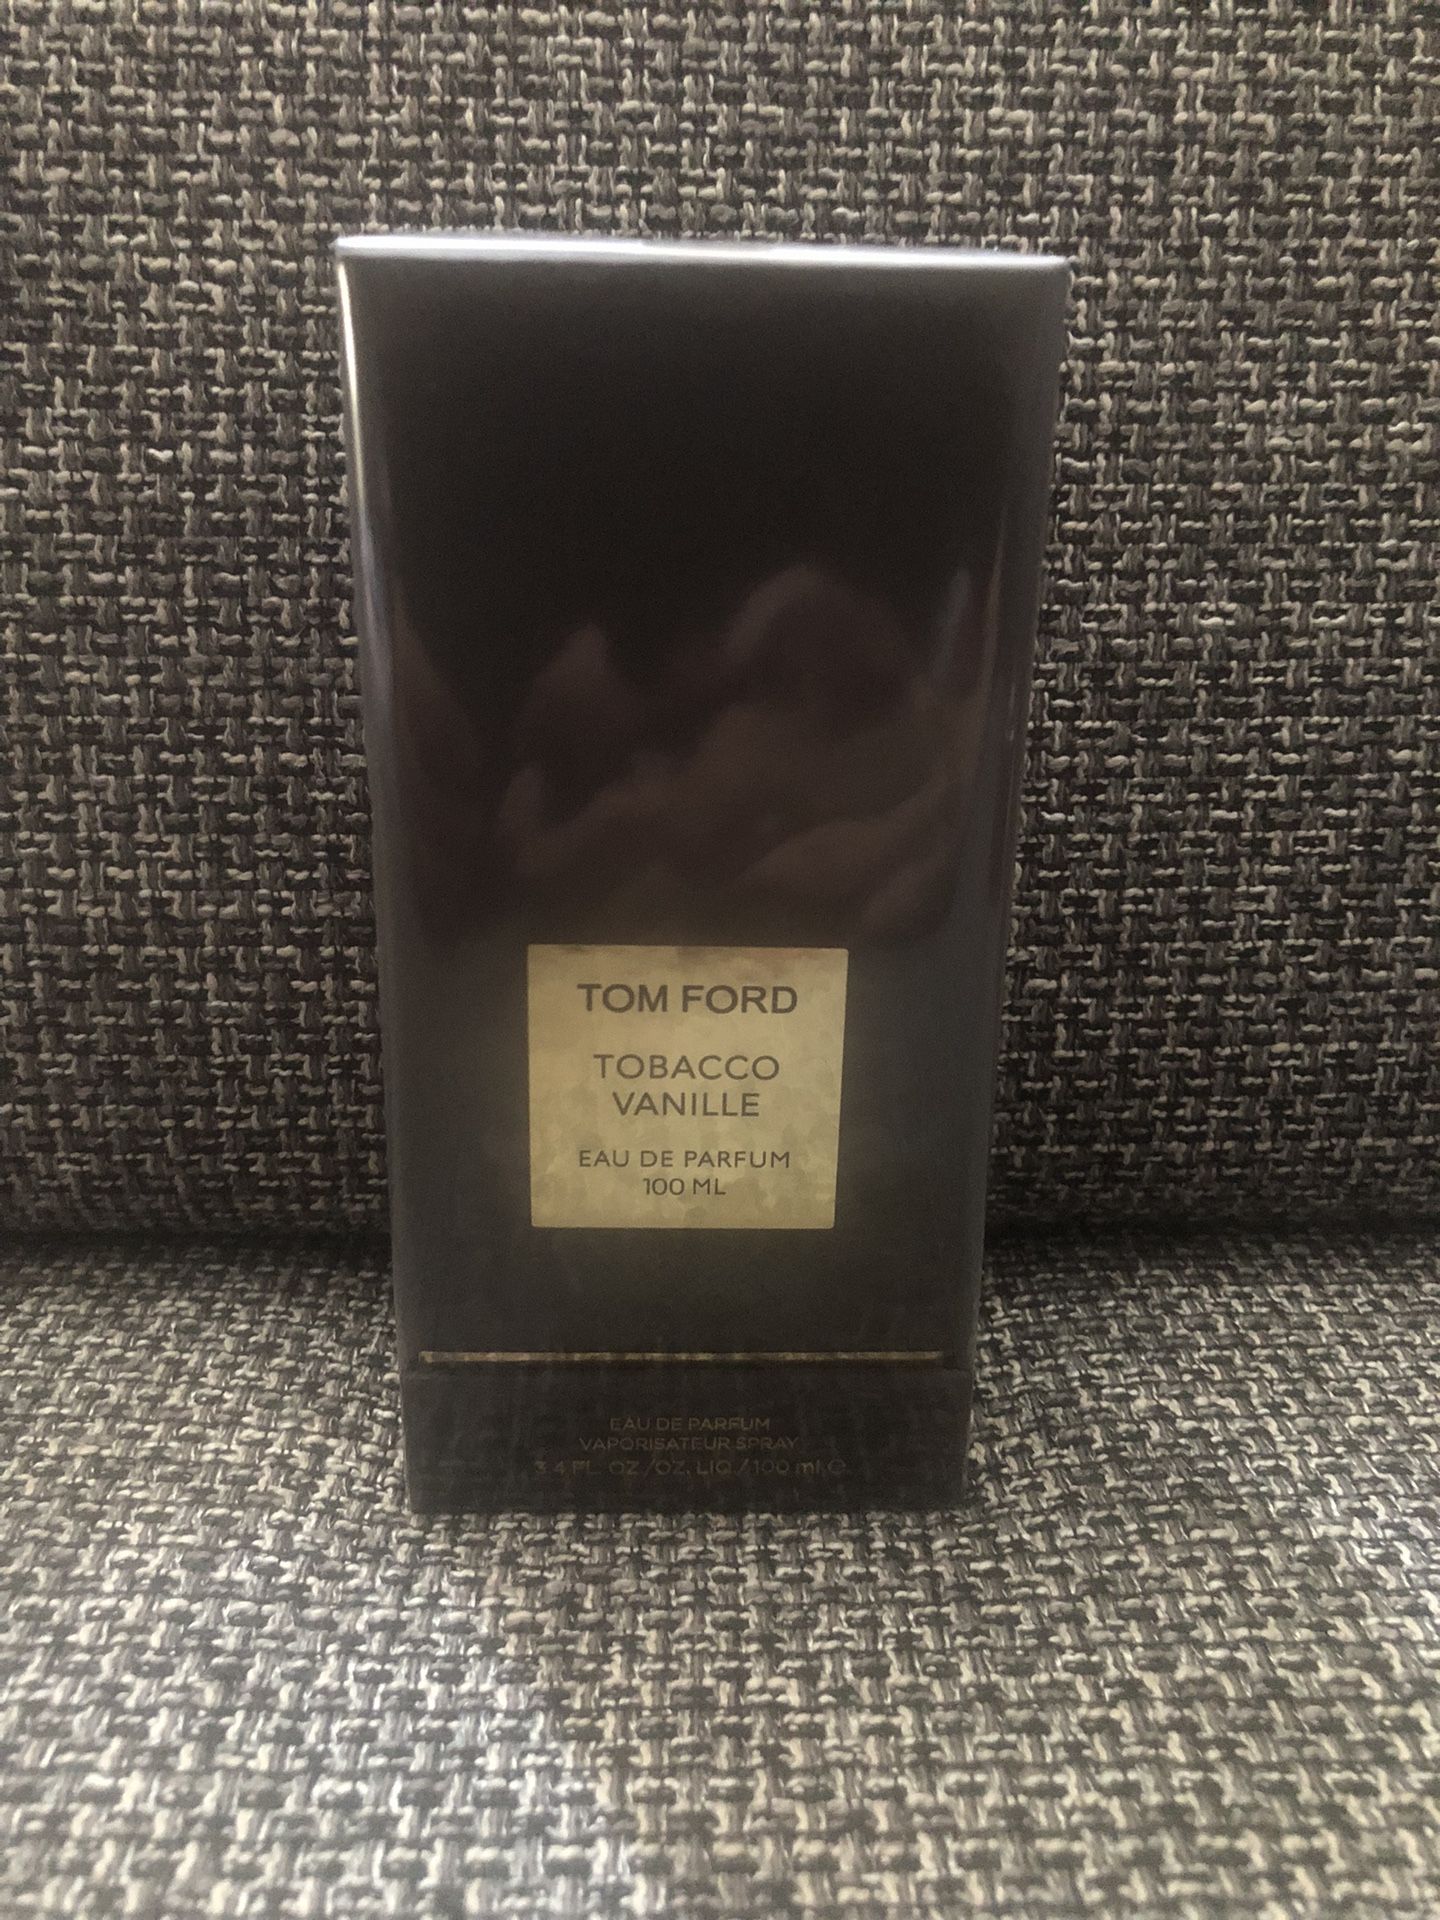 TOM FORD
TOBACCO
VANILLE
EAU DE PARFUM
100 ML
EAU DE PARFUM
VAPORISATEUR SPRAY
3.4 FL. OZ./OZ. LIQ./100 ml ℮